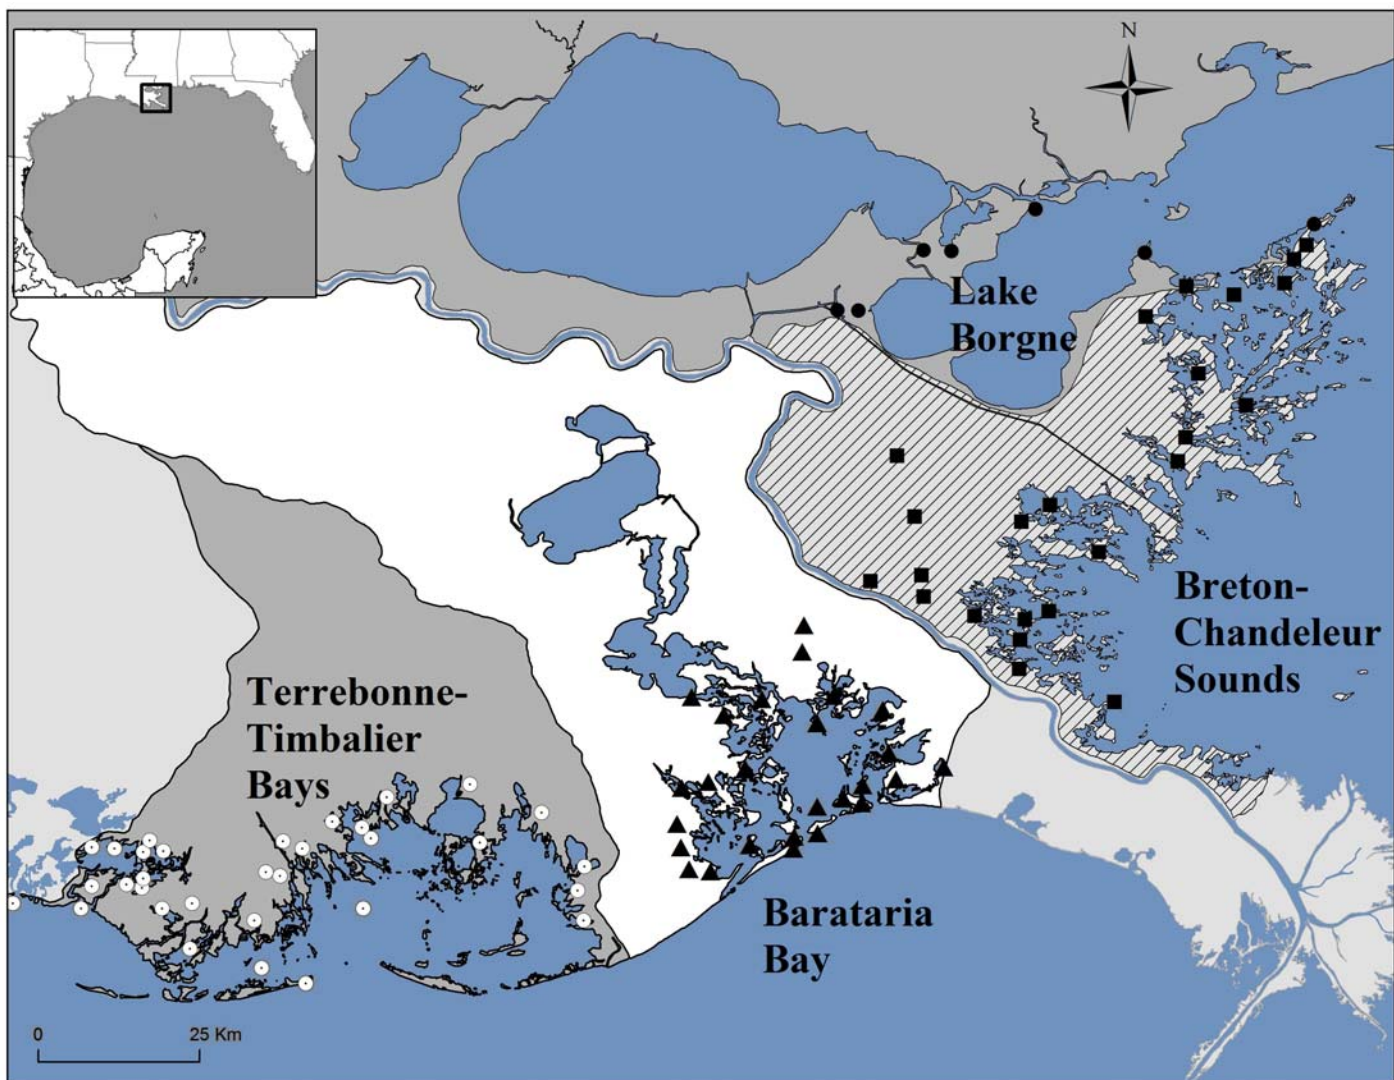 N
Lake
Borgne
Breton-
Chandeleur
Sounds
Terrebonne-
Timbalier
Bays
Barataria
Bay
0 25 Km